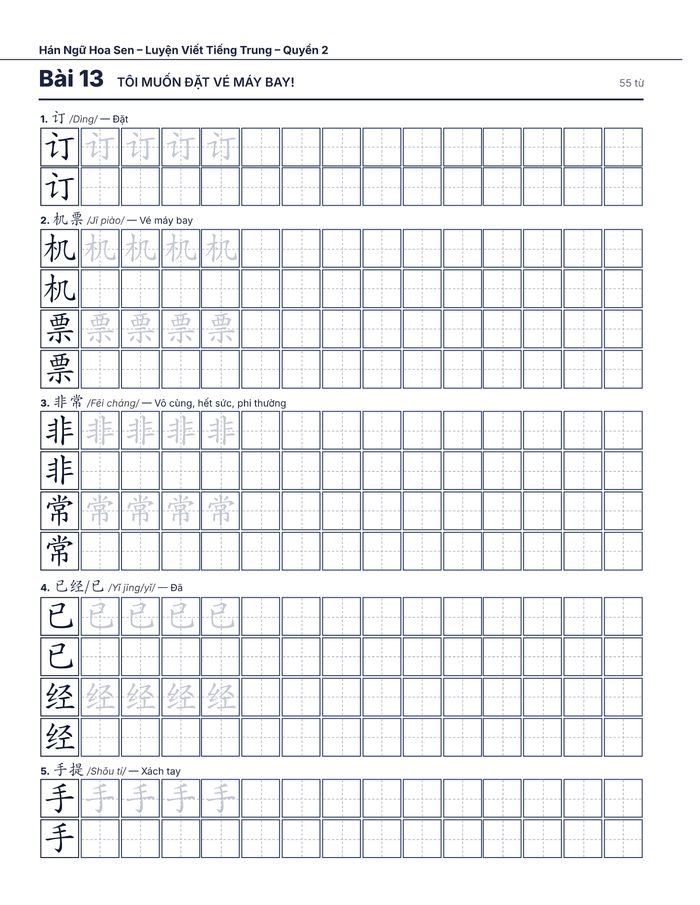 Hán Ngữ Hoa Sen – Luyện Viết Tiếng Trung – Quyển 2
Bài 13 TÔI MUỐN ĐẶT VÉ MÁY BAY! 55 từ
1. 订 /Dìng/ — Đặt
订 订 订 订 订
订
2. 机票 /Jī piào/ — Vé máy bay
机 机 机 机 机
机
票 票 票 票 票
票
3. 非常 /Fēi cháng/ — Vô cùng, hết sức, phi thường
非 非 非 非 非
非
常 常 常 常 常
常
4. 已经/已 /Yǐ jīng/yǐ/ — Đã
已 已 已 已 已
已
经 经 经 经 经
经
5. 手提 /Shǒu tí/ — Xách tay
手 手 手 手 手
手